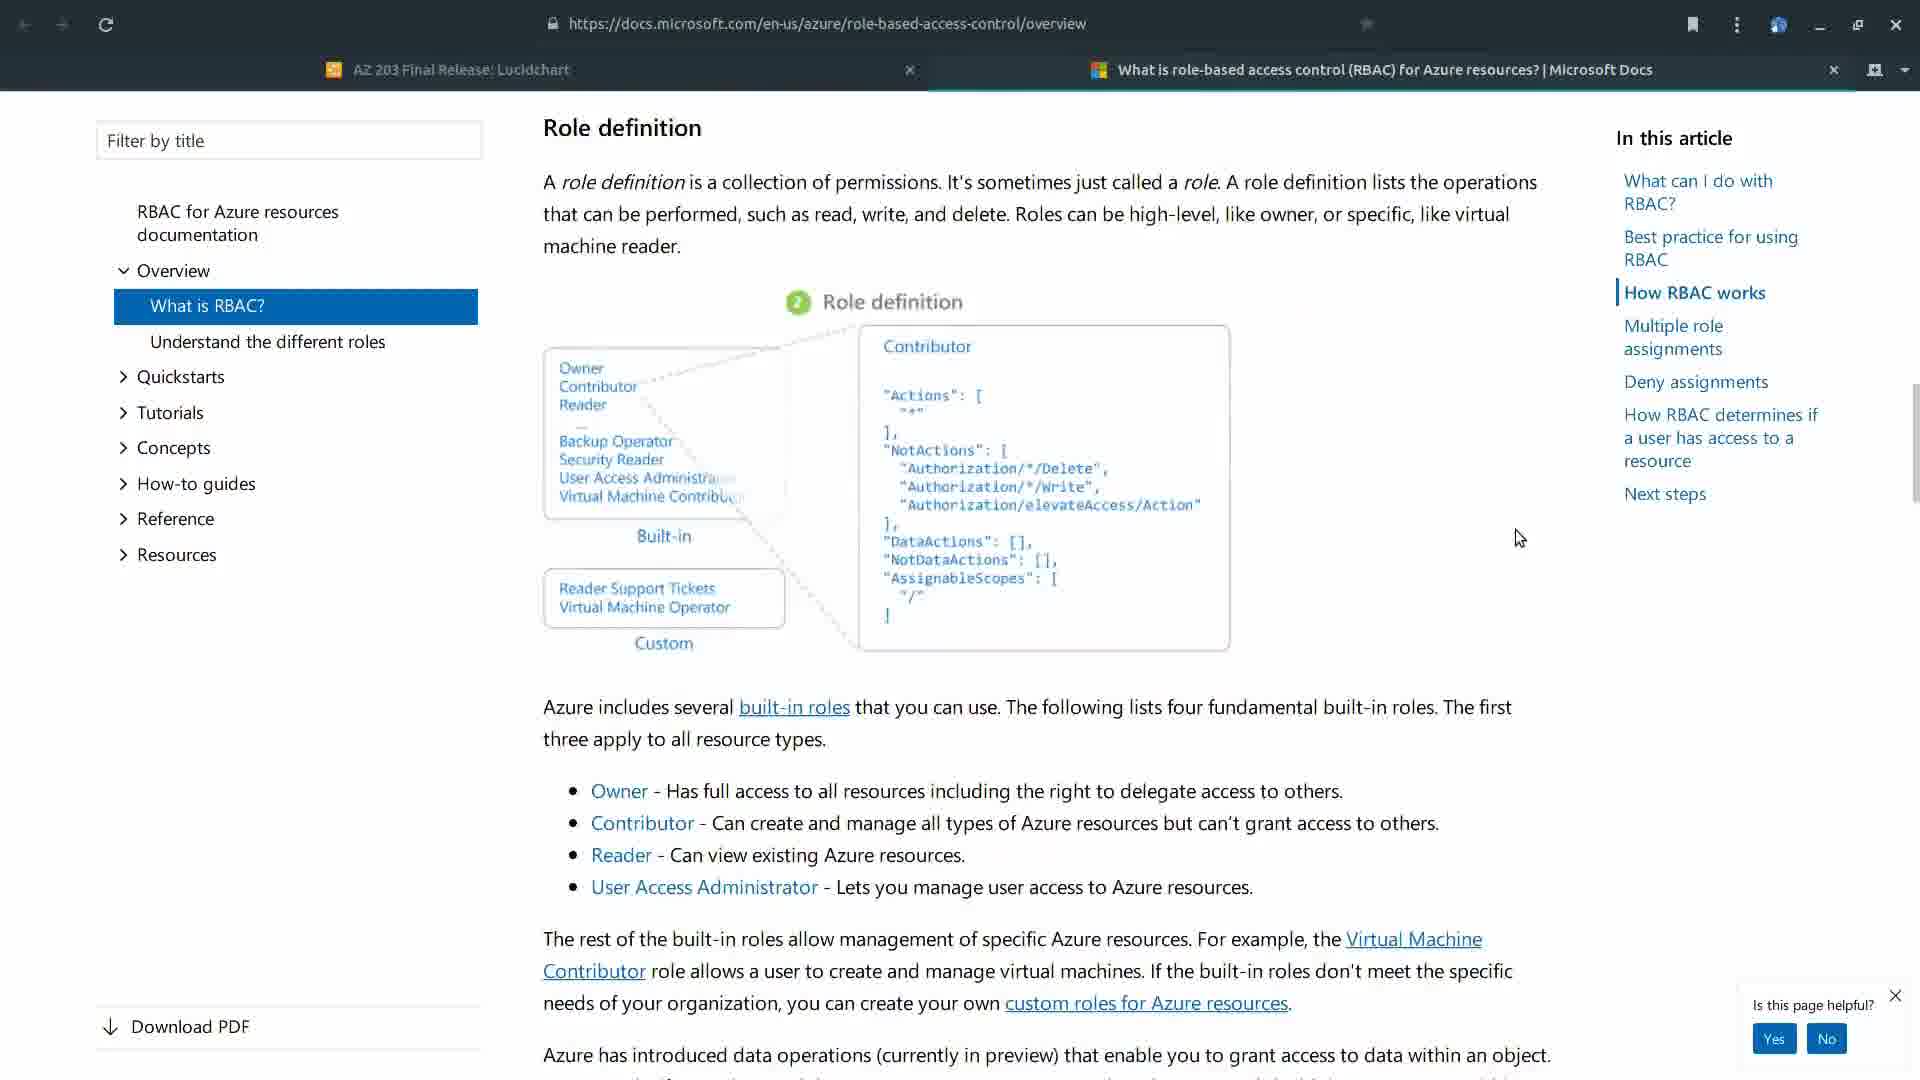 https://docs.microsoft.com/en-us/azure/role-based-access-control/overview
AZ 203 Final Release: Lucidchart
What is role-based access control (RBAC) for Azure resources? | Microsoft Docs
Filter by title
RBAC for Azure resources
documentation
Overview
What is RBAC?
Understand the different roles
Quickstarts
Tutorials
Concepts
How-to guides
Reference
Resources
Download PDF
Role definition
A role definition is a collection of permissions. It's sometimes just called a role. A role definition lists the operations
that can be performed, such as read, write, and delete. Roles can be high-level, like owner, or specific, like virtual
machine reader.
2 Role definition
Owner
Contributor
Reader
...
Backup Operator
Security Reader
User Access Administrator
Virtual Machine Contributor
Built-in
Reader Support Tickets
Virtual Machine Operator
Custom
Contributor
"Actions": [
"*"
],
"NotActions": [
"Authorization/*/Delete",
"Authorization/*/Write",
"Authorization/elevateAccess/Action"
],
"DataActions": [],
"NotDataActions": [],
"AssignableScopes": [
"/"
]
Azure includes several built-in roles that you can use. The following lists four fundamental built-in roles. The first
three apply to all resource types.
• Owner - Has full access to all resources including the right to delegate access to others.
• Contributor - Can create and manage all types of Azure resources but can't grant access to others.
• Reader - Can view existing Azure resources.
• User Access Administrator - Lets you manage user access to Azure resources.
The rest of the built-in roles allow management of specific Azure resources. For example, the Virtual Machine
Contributor role allows a user to create and manage virtual machines. If the built-in roles don't meet the specific
needs of your organization, you can create your own custom roles for Azure resources.
Azure has introduced data operations (currently in preview) that enable you to grant access to data within an object.
In this article
What can I do with
RBAC?
Best practice for using
RBAC
How RBAC works
Multiple role
assignments
Deny assignments
How RBAC determines if
a user has access to a
resource
Next steps
Is this page helpful?
Yes
No